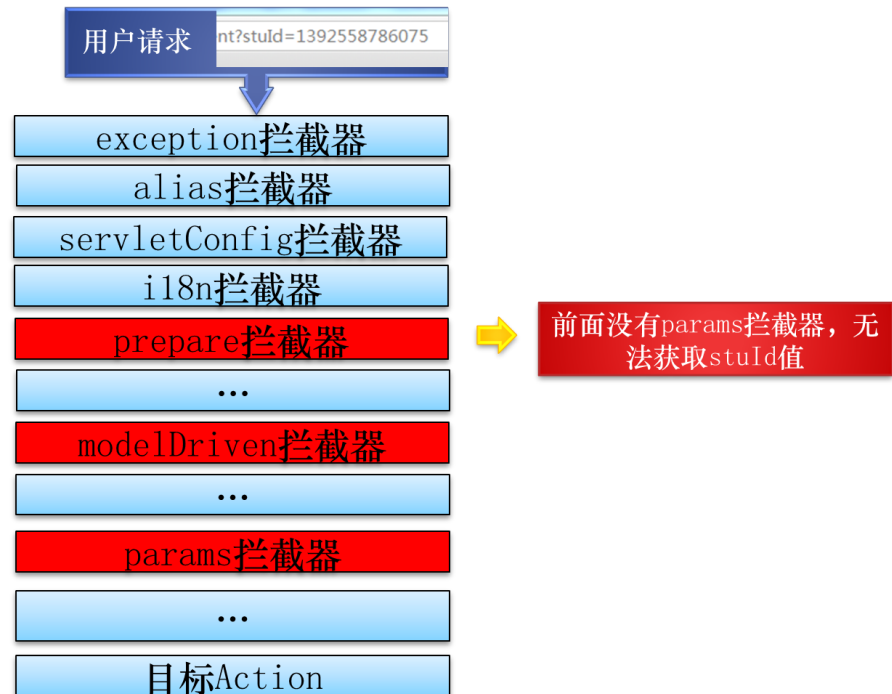 用户请求 nt?stuId=1392558786075
exception拦截器
alias拦截器
servletConfig拦截器
i18n拦截器
prepare拦截器
前面没有params拦截器，无
法获取stuId值
…
modelDriven拦截器
…
params拦截器
…
目标Action